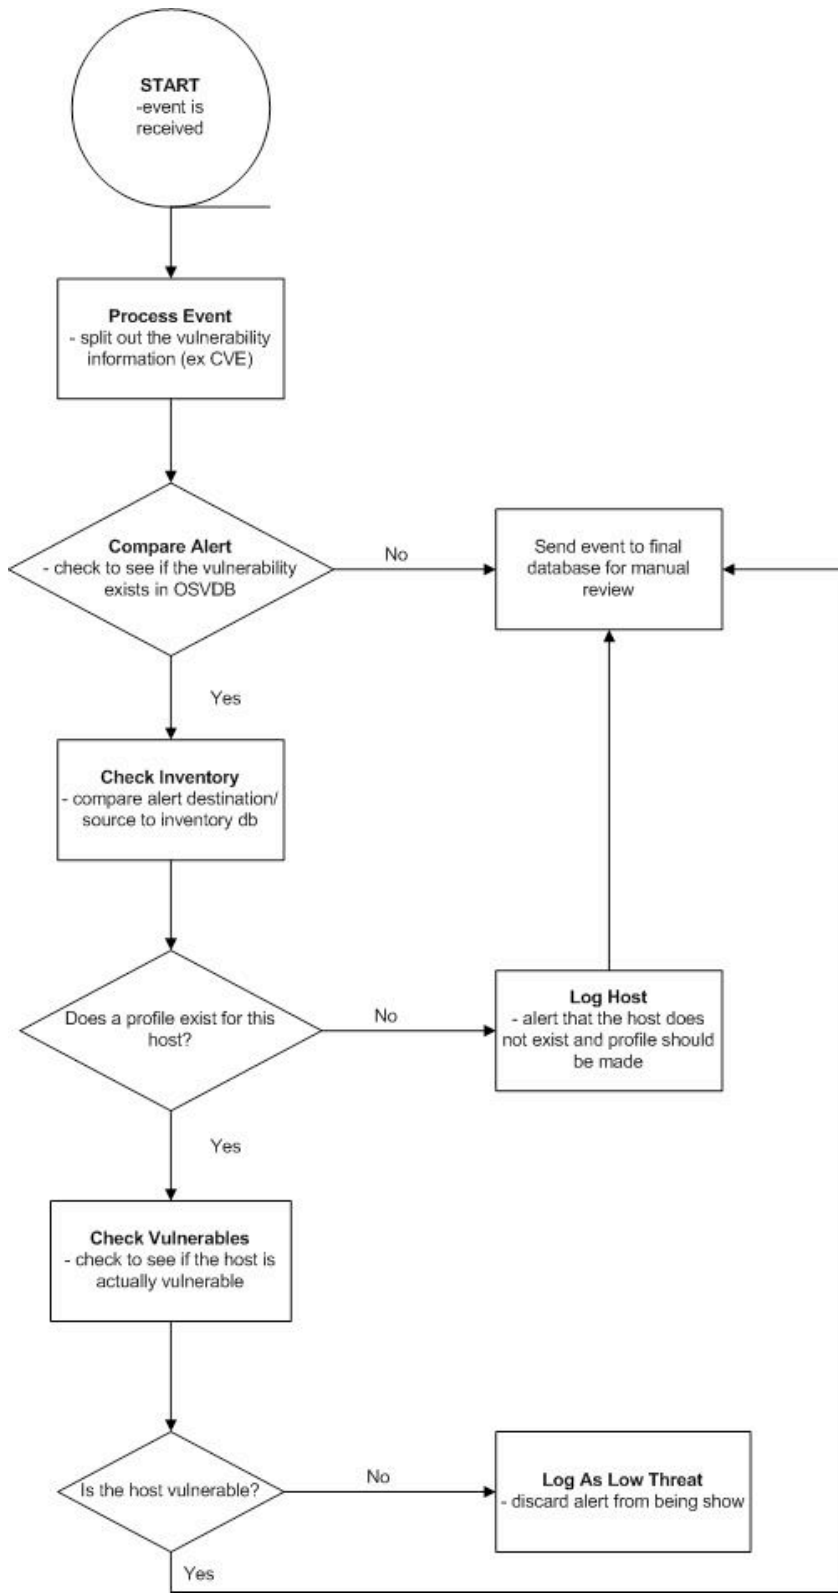 START
-event is
received
Process Event
- split out the vulnerability
information (ex CVE)
Compare Alert
- check to see if the vulnerability
exists in OSVDB
No
Send event to final
database for manual
review
Yes
Check Inventory
- compare alert destination/
source to inventory db
Does a profile exist for this
host?
No
Log Host
- alert that the host does
not exist and profile should
be made
Yes
Check Vulnerables
- check to see if the host is
actually vulnerable
Is the host vulnerable?
No
Log As Low Threat
- discard alert from being show
Yes